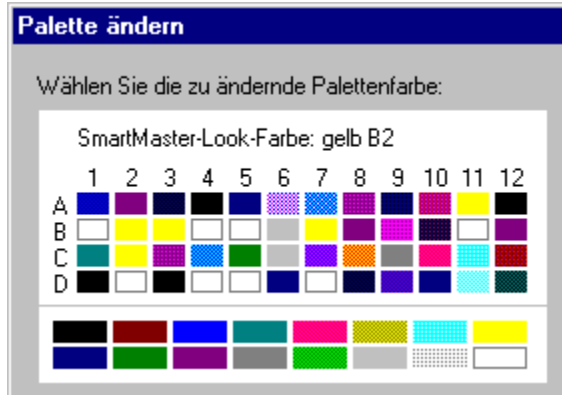 Palette ändern
Wählen Sie die zu ändernde Palettenfarbe:
SmartMaster-Look-Farbe: gelb B2
1 2 3 4 5 6 7 8 9 10 11 12
A
B
C
D